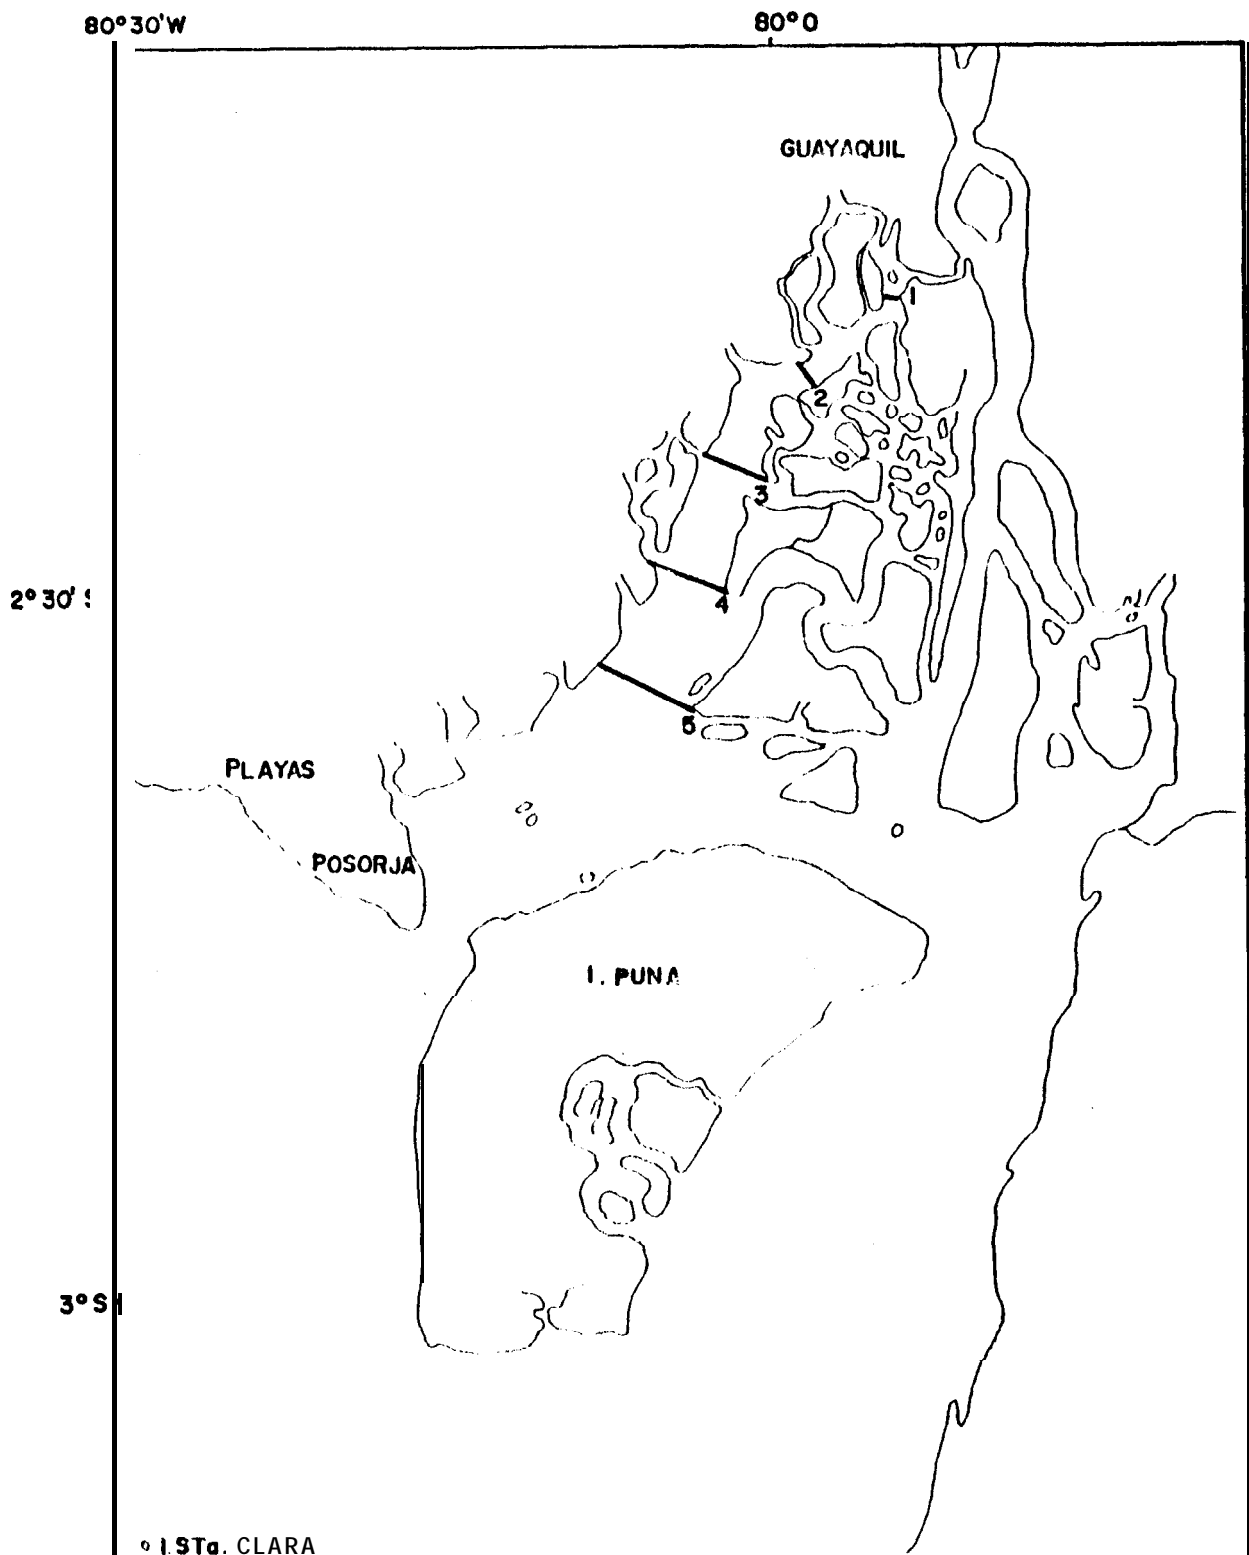 80°30'W
80°0
GUAYAQUIL
1
2
3
4
2°30' S
5
PLAYAS
POSORJA
I. PUNA
3°S
I. STa. CLARA